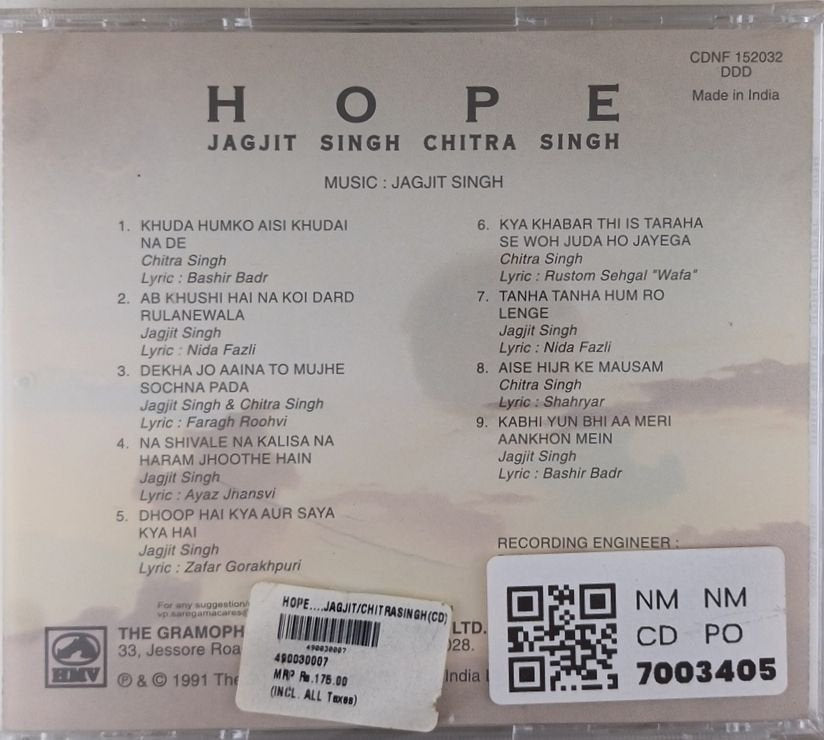 CDNF 152032
DDD
Made in India
HOPE
JAGJIT SINGH CHITRA SINGH
MUSIC : JAGJIT SINGH
1. KHUDA HUMKO AISI KHUDAI
NA DE
Chitra Singh
Lyric : Bashir Badr
2. AB KHUSHI HAI NA KOI DARD
RULANEWALA
Jagjit Singh
Lyric : Nida Fazli
3. DEKHA JO AAINA TO MUJHE
SOCHNA PADA
Jagjit Singh & Chitra Singh
Lyric : Faragh Roohvi
4. NA SHIVALE NA KALISA NA
HARAM JHOOTHE HAIN
Jagjit Singh
Lyric : Ayaz Jhansvi
5. DHOOP HAI KYA AUR SAYA
KYA HAI
Jagjit Singh
Lyric : Zafar Gorakhpuri
6. KYA KHABAR THI IS TARAHA
SE WOH JUDA HO JAYEGA
Chitra Singh
Lyric : Rustom Sehgal "Wafa"
7. TANHA TANHA HUM RO
LENGE
Jagjit Singh
Lyric : Nida Fazli
8. AISE HIJR KE MAUSAM
Chitra Singh
Lyric : Shahryar
9. KABHI YUN BHI AA MERI
AANKHON MEIN
Jagjit Singh
Lyric : Bashir Badr
RECORDING ENGINEER :
For any suggestion/
vp.saregamacares@
THE GRAMOPH LTD.
33, Jessore Roa 028.
HMV
℗ & © 1991 The India L
HOPE....JAGJIT/CHITRASINGH(CD)
490030007
490030007
MRP Rs.175.00
(INCL. ALL Taxes)
NM NM
CD PO
7003405